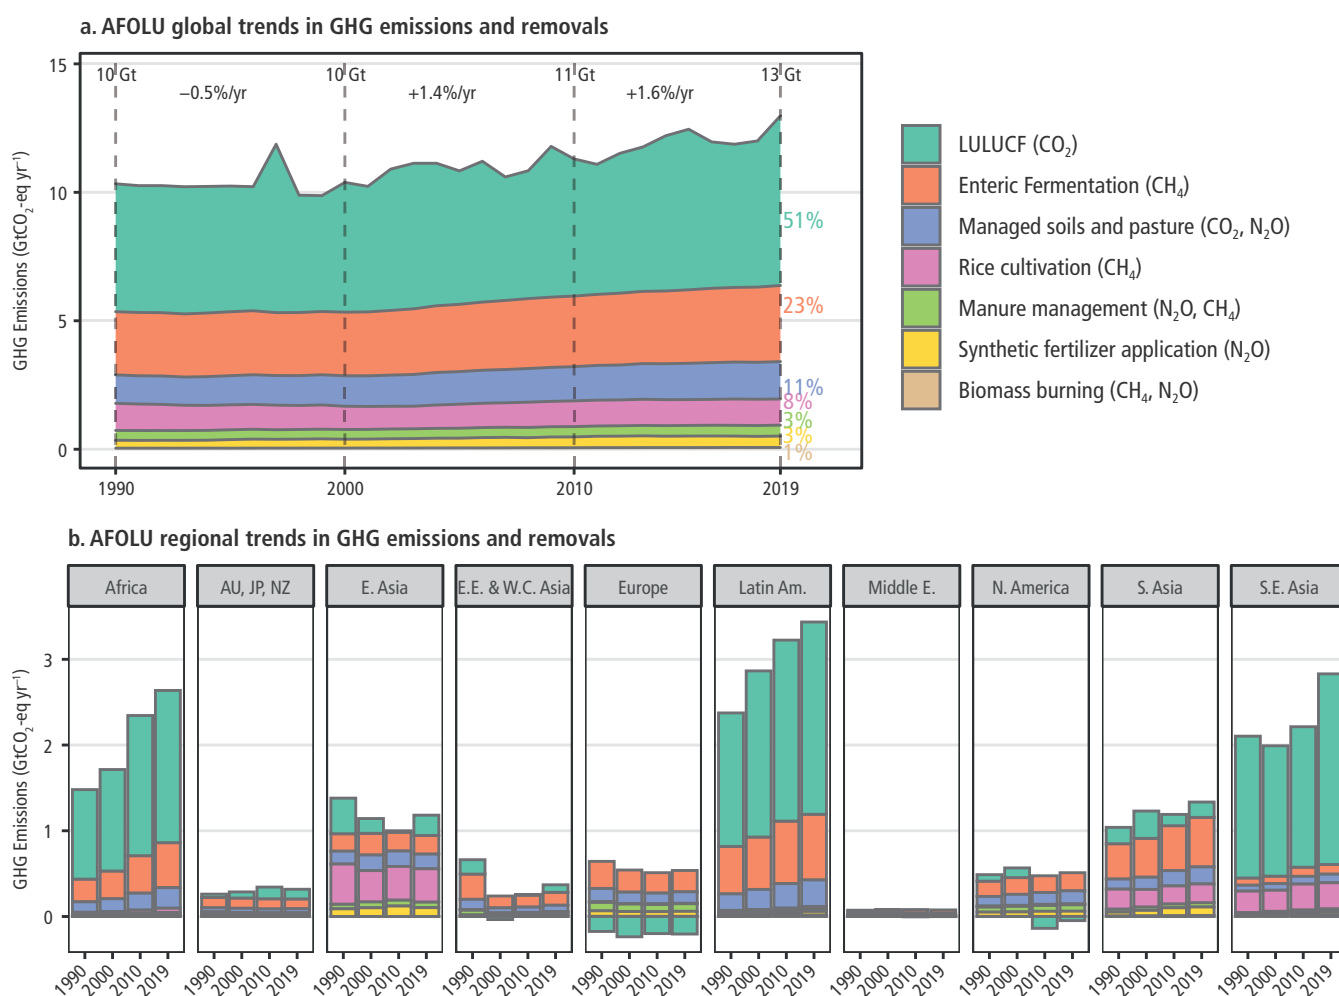 a. AFOLU global trends in GHG emissions and removals
15
10 Gt
10 Gt
11 Gt
13 Gt
−0.5%/yr
+1.4%/yr
+1.6%/yr
GHG Emissions (GtCO₂-eq yr⁻¹)
10
5
0
51%
23%
11%
8%
3%
3%
1%
1990
2000
2010
2019
LULUCF (CO₂)
Enteric Fermentation (CH₄)
Managed soils and pasture (CO₂, N₂O)
Rice cultivation (CH₄)
Manure management (N₂O, CH₄)
Synthetic fertilizer application (N₂O)
Biomass burning (CH₄, N₂O)
b. AFOLU regional trends in GHG emissions and removals
Africa
AU, JP, NZ
E. Asia
E.E. & W.C. Asia
Europe
Latin Am.
Middle E.
N. America
S. Asia
S.E. Asia
GHG Emissions (GtCO₂-eq yr⁻¹)
3
2
1
0
1990 2000 2010 2019
1990 2000 2010 2019
1990 2000 2010 2019
1990 2000 2010 2019
1990 2000 2010 2019
1990 2000 2010 2019
1990 2000 2010 2019
1990 2000 2010 2019
1990 2000 2010 2019
1990 2000 2010 2019